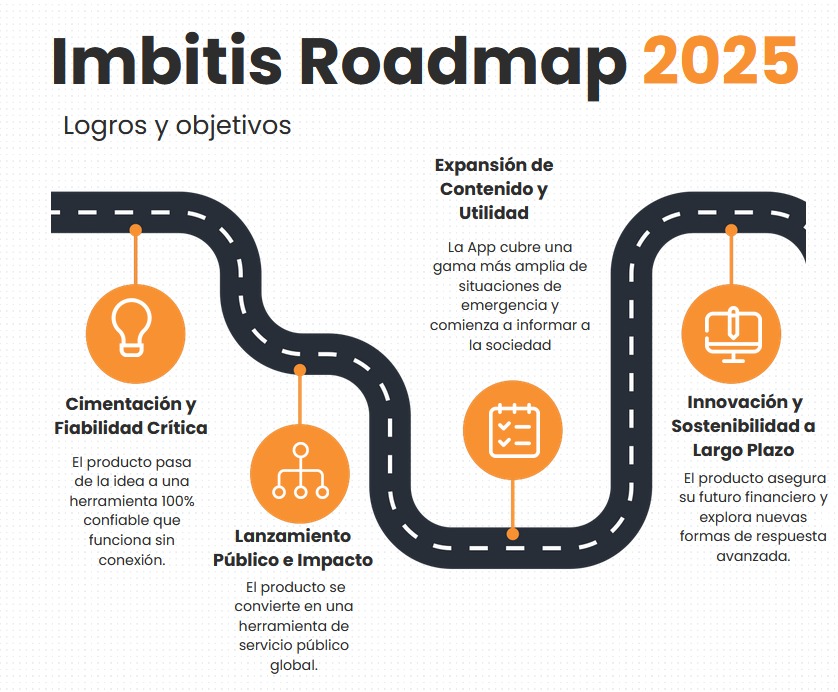 Imbitis Roadmap 2025
Logros y objetivos
Cimentación y
Fiabilidad Crítica
El producto pasa
de la idea a una
herramienta 100%
confiable que
funciona sin
conexión.
Lanzamiento
Público e Impacto
El producto se
convierte en una
herramienta de
servicio público
global.
Expansión de
Contenido y
Utilidad
La App cubre una
gama más amplia de
situaciones de
emergencia y
comienza a informar a
la sociedad
Innovación y
Sostenibilidad a
Largo Plazo
El producto asegura
su futuro financiero y
explora nuevas
formas de respuesta
avanzada.